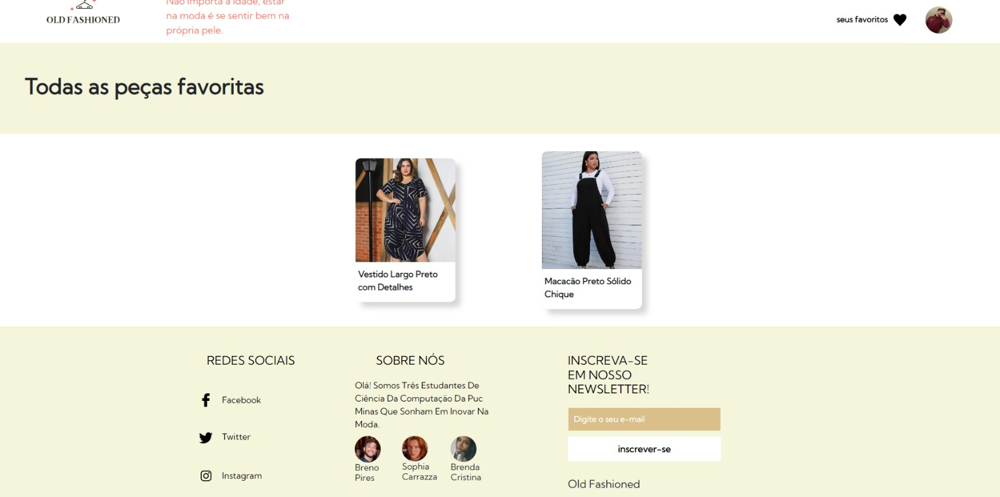 Não importa a idade, estar
na moda é se sentir bem na
própria pele.
OLD FASHIONED
seus favoritos
Todas as peças favoritas
Vestido Largo Preto
com Detalhes
Macacão Preto Sólido
Chique
REDES SOCIAIS
Facebook
Twitter
Instagram
SOBRE NÓS
Olá! Somos Três Estudantes De
Ciência Da Computação Da Puc
Minas Que Sonham Em Inovar Na
Moda.
Breno
Pires
Sophia
Carrazza
Brenda
Cristina
INSCREVA-SE
EM NOSSO
NEWSLETTER!
Digite o seu e-mail
inscrever-se
Old Fashioned